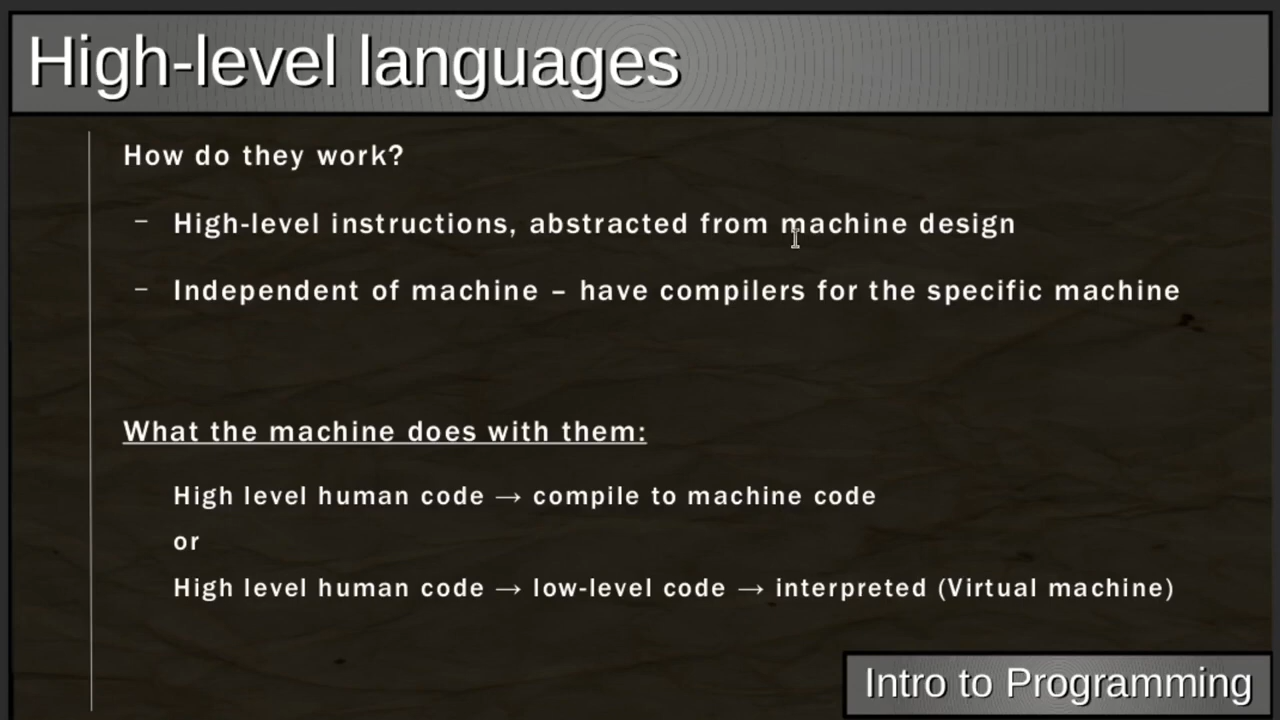 High-level languages
How do they work?
– High-level instructions, abstracted from machine design
– Independent of machine – have compilers for the specific machine
What the machine does with them:
High level human code → compile to machine code
or
High level human code → low-level code → interpreted (Virtual machine)
Intro to Programming